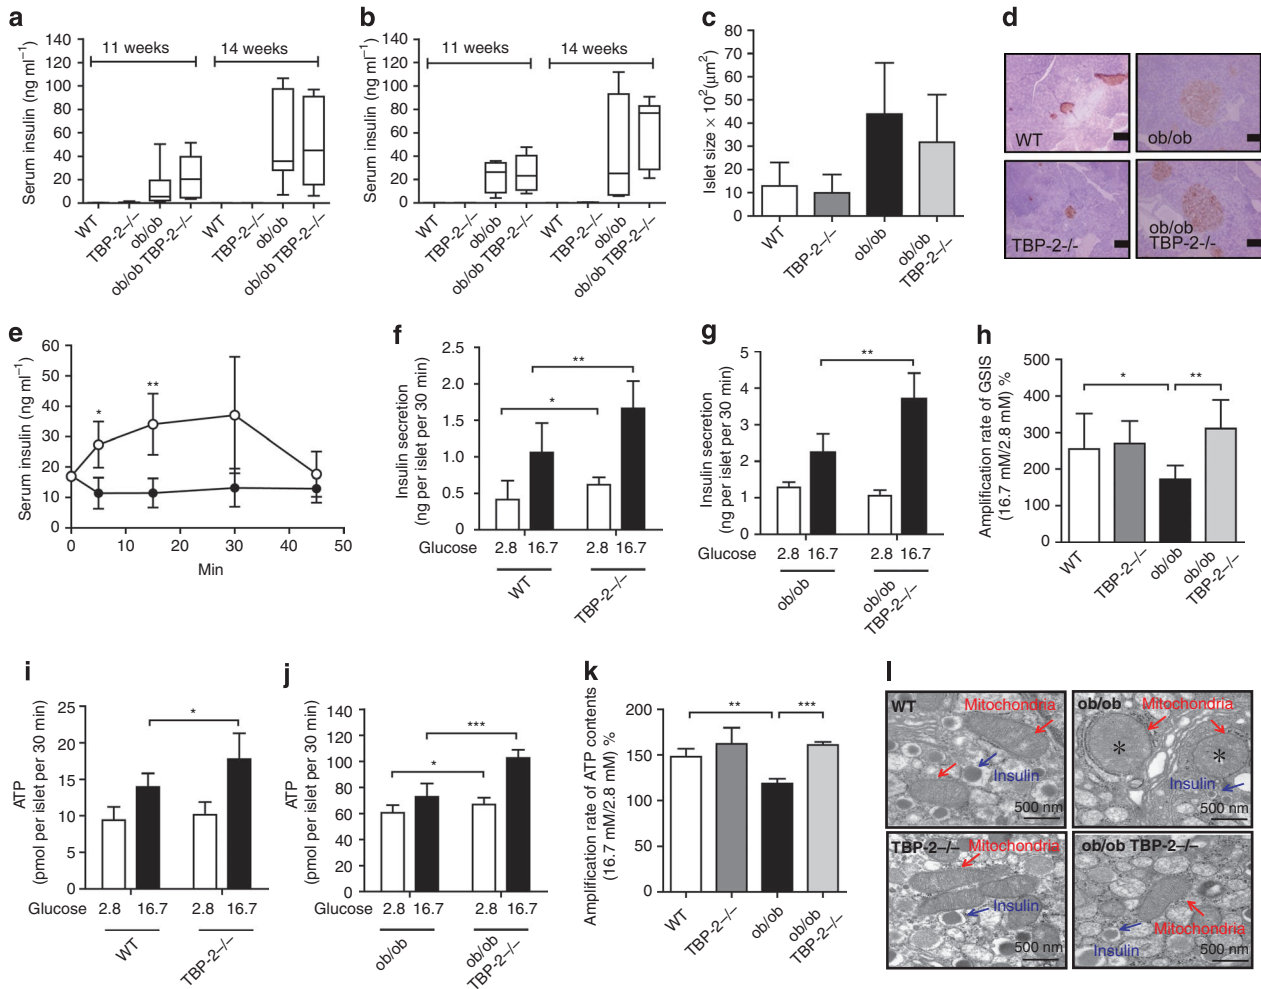 a
Serum insulin (ng ml−1)
140
120
100
80
60
40
20
0
11 weeks
14 weeks
WT
TBP-2−/−
ob/ob
ob/ob TBP-2−/−
WT
TBP-2−/−
ob/ob
ob/ob TBP-2−/−
b
Serum insulin (ng ml−1)
140
120
100
80
60
40
20
0
11 weeks
14 weeks
WT
TBP-2−/−
ob/ob
ob/ob TBP-2−/−
WT
TBP-2−/−
ob/ob
ob/ob TBP-2−/−
c
Islet size × 10²(μm²)
80
70
60
50
40
30
20
10
0
WT
TBP-2−/−
ob/ob
ob/ob
TBP-2−/−
d
WT
ob/ob
TBP-2-/-
ob/ob
TBP-2-/-
e
Serum insulin (ng ml−1)
60
50
40
30
20
10
0
*
**
0 10 20 30 40 50
Min
f
Insulin secretion
(ng per islet per 30 min)
2.5
2.0
1.5
1.0
0.5
0
**
*
Glucose 2.8 16.7 2.8 16.7
WT
TBP-2−/−
g
Insulin secretion
(ng per islet per 30 min)
5
4
3
2
1
0
**
Glucose 2.8 16.7 2.8 16.7
ob/ob
ob/ob
TBP-2−/−
h
Amplification rate of GSIS
(16.7 mM/2.8 mM) %
500
400
300
200
100
0
*
**
WT
TBP-2−/−
ob/ob
ob/ob
TBP-2−/−
i
ATP
(pmol per islet per 30 min)
25
20
15
10
5
0
*
Glucose 2.8 16.7 2.8 16.7
WT
TBP-2−/−
j
ATP
(pmol per islet per 30 min)
140
120
100
80
60
40
20
0
***
*
Glucose 2.8 16.7 2.8 16.7
ob/ob
ob/ob
TBP-2−/−
k
Amplification rate of ATP contents
(16.7 mM/2.8 mM) %
200
150
100
50
0
**
***
WT
TBP-2−/−
ob/ob
ob/ob
TBP-2−/−
l
WT
Mitochondria
Insulin
500 nm
ob/ob
Mitochondria
*
*
Insulin
500 nm
TBP-2−/−
Mitochondria
Insulin
500 nm
ob/ob TBP-2−/−
Mitochondria
Insulin
500 nm